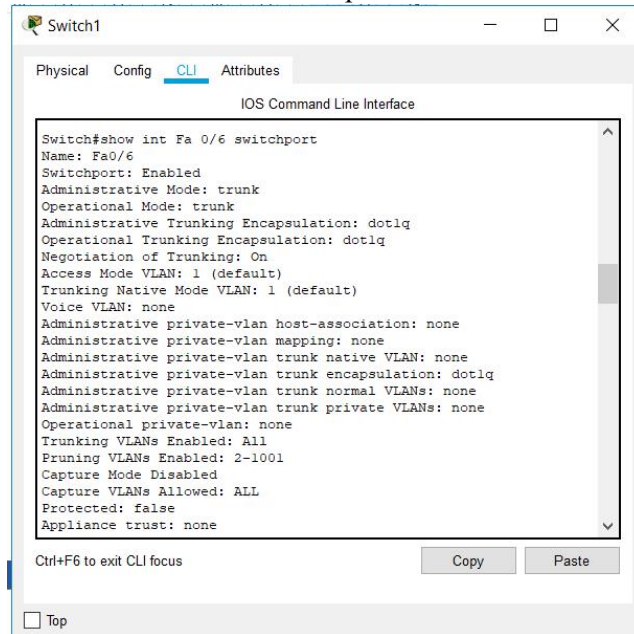 Switch1
Physical Config CLI Attributes
IOS Command Line Interface
Switch#show int Fa 0/6 switchport
Name: Fa0/6
Switchport: Enabled
Administrative Mode: trunk
Operational Mode: trunk
Administrative Trunking Encapsulation: dot1q
Operational Trunking Encapsulation: dot1q
Negotiation of Trunking: On
Access Mode VLAN: 1 (default)
Trunking Native Mode VLAN: 1 (default)
Voice VLAN: none
Administrative private-vlan host-association: none
Administrative private-vlan mapping: none
Administrative private-vlan trunk native VLAN: none
Administrative private-vlan trunk encapsulation: dot1q
Administrative private-vlan trunk normal VLANs: none
Administrative private-vlan trunk private VLANs: none
Operational private-vlan: none
Trunking VLANs Enabled: All
Pruning VLANs Enabled: 2-1001
Capture Mode Disabled
Capture VLANs Allowed: ALL
Protected: false
Appliance trust: none
Ctrl+F6 to exit CLI focus
Copy Paste
Top